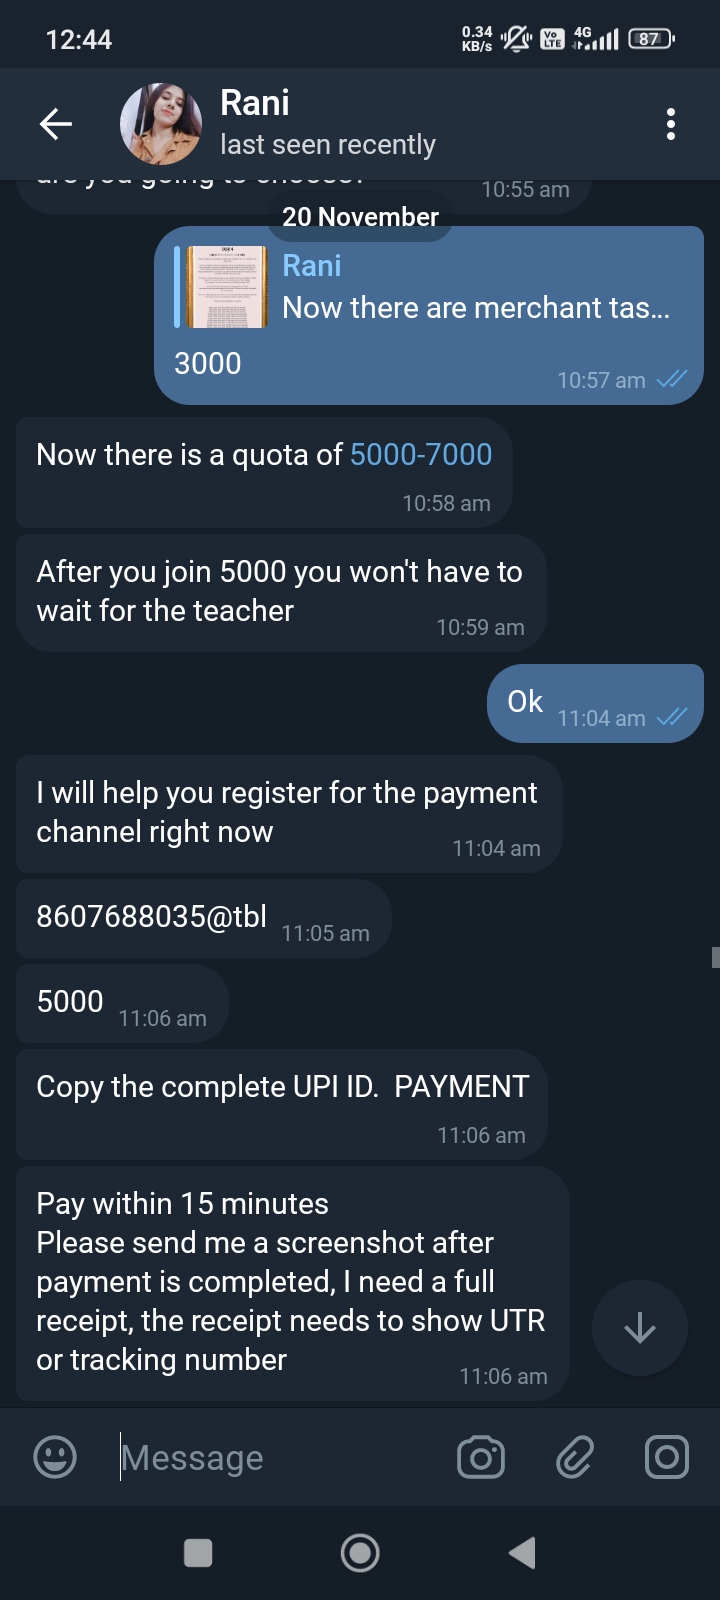 12:44
0.34
KB/s
Vo
LTE
4G
87
Rani
last seen recently
are you going to choose?
10:55 am
20 November
Rani
Now there are merchant tas...
3000
10:57 am
Now there is a quota of 5000-7000
10:58 am
After you join 5000 you won't have to
wait for the teacher
10:59 am
Ok
11:04 am
I will help you register for the payment
channel right now
11:04 am
8607688035@tbl
11:05 am
5000
11:06 am
Copy the complete UPI ID.  PAYMENT
11:06 am
Pay within 15 minutes
Please send me a screenshot after
payment is completed, I need a full
receipt, the receipt needs to show UTR
or tracking number
11:06 am
Message